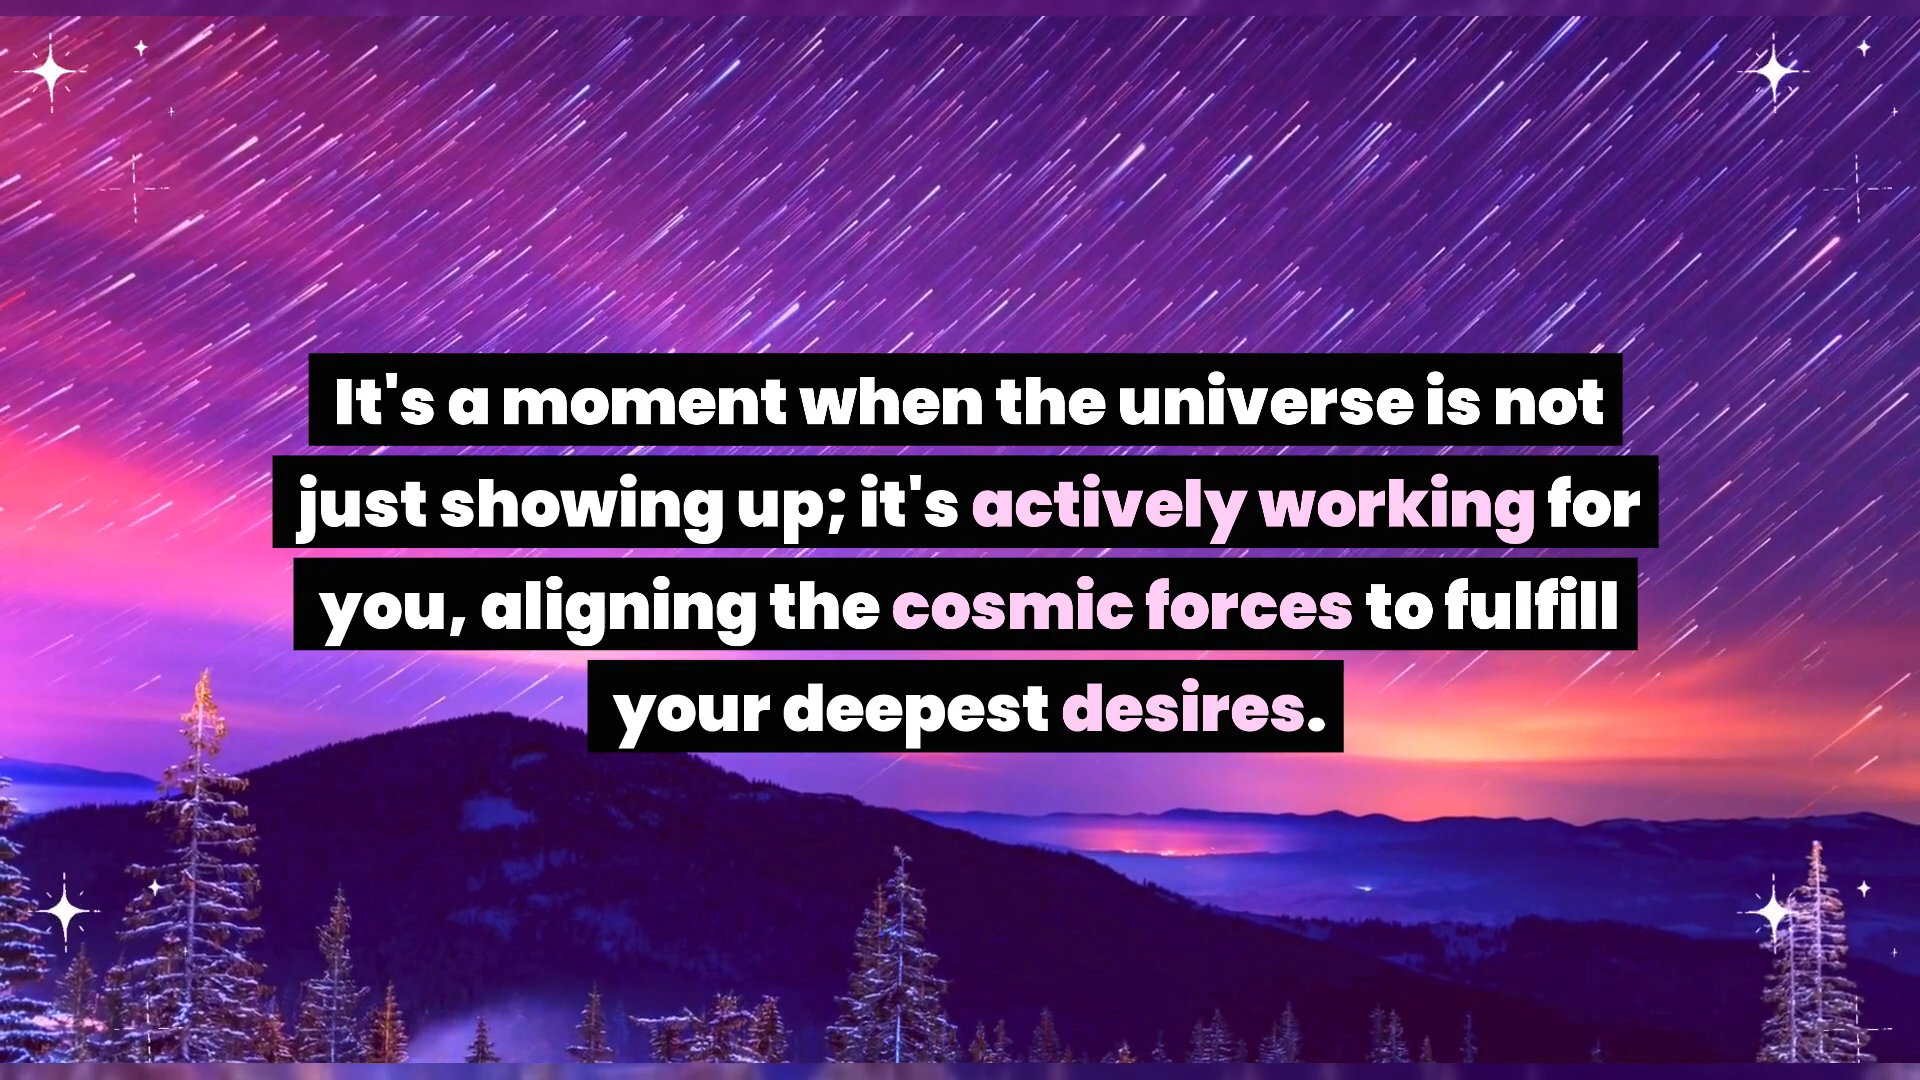 It's a moment when the universe is not
just showing up; it's actively working for
you, aligning the cosmic forces to fulfill
your deepest desires.